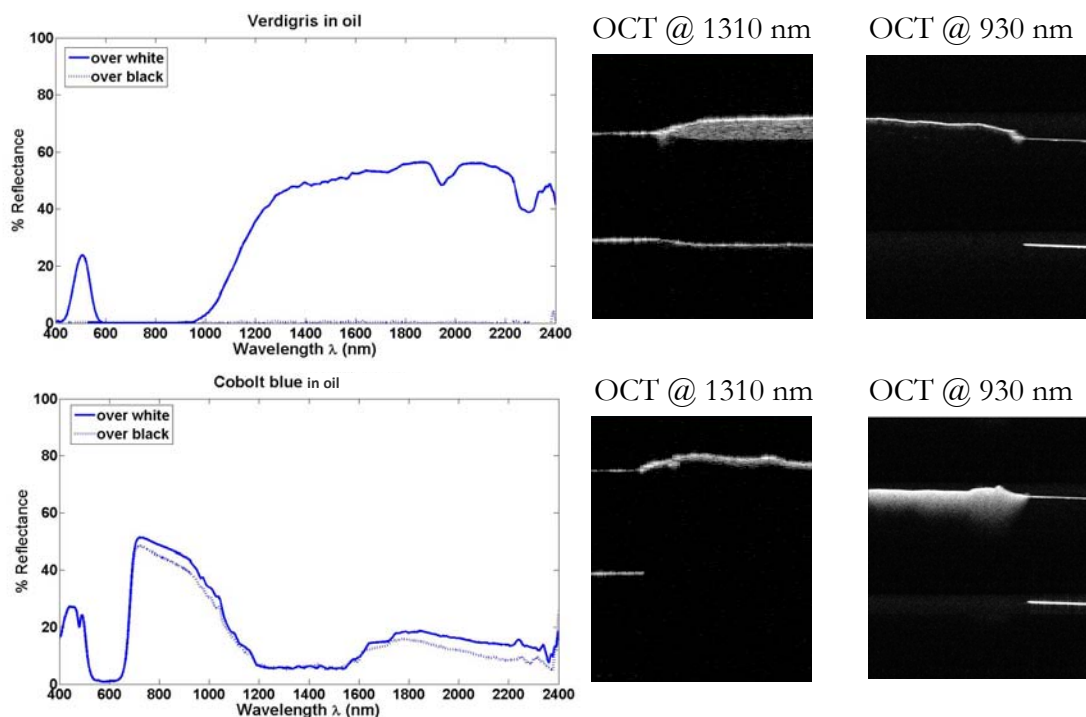 Verdigris in oil
100
80
60
40
20
0
% Reflectance
over white
over black
400 600 800 1000 1200 1400 1600 1800 2000 2200 2400
Wavelength λ (nm)
OCT @ 1310 nm
OCT @ 930 nm
Cobolt blue in oil
100
80
60
40
20
0
% Reflectance
over white
over black
400 600 800 1000 1200 1400 1600 1800 2000 2200 2400
Wavelength λ (nm)
OCT @ 1310 nm
OCT @ 930 nm